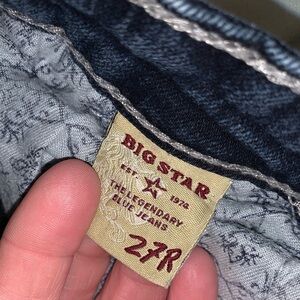 BIG STAR
EST. 1974
THE LEGENDARY
BLUE JEANS
27R